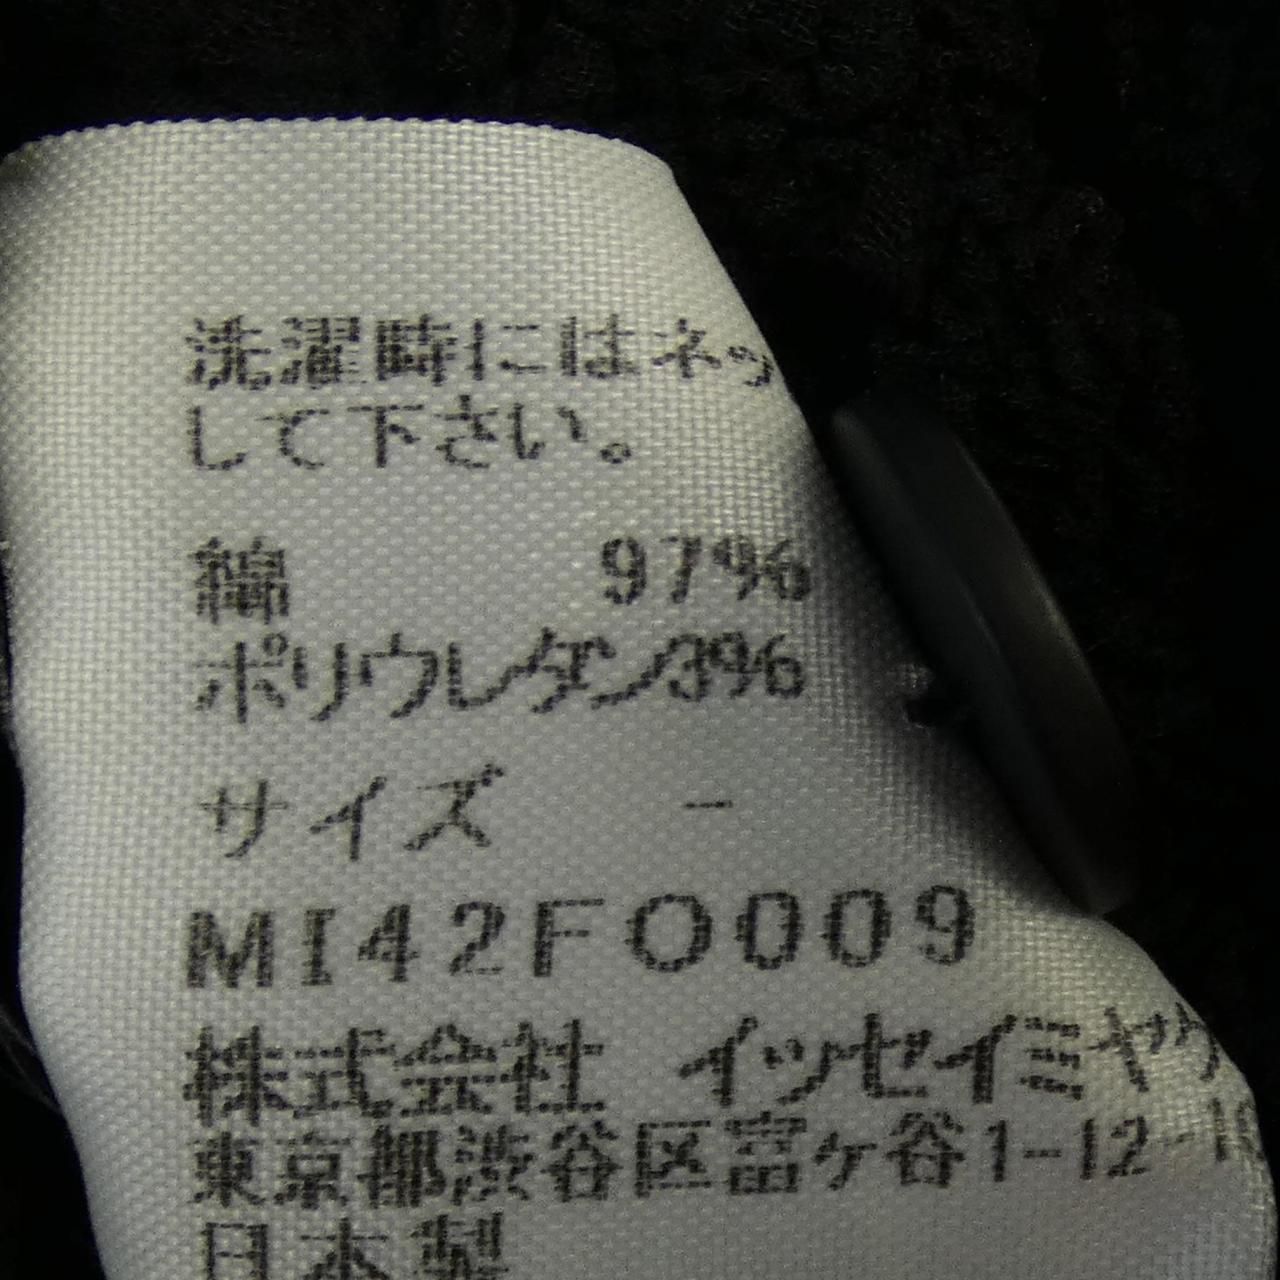 洗濯時にはネッ
して下さい。
綿 97%
ポリウレタン3%
サイズ －
MI42FO009
株式会社 イッセイミヤケ
東京都渋谷区富ヶ谷1-12-10
日本製